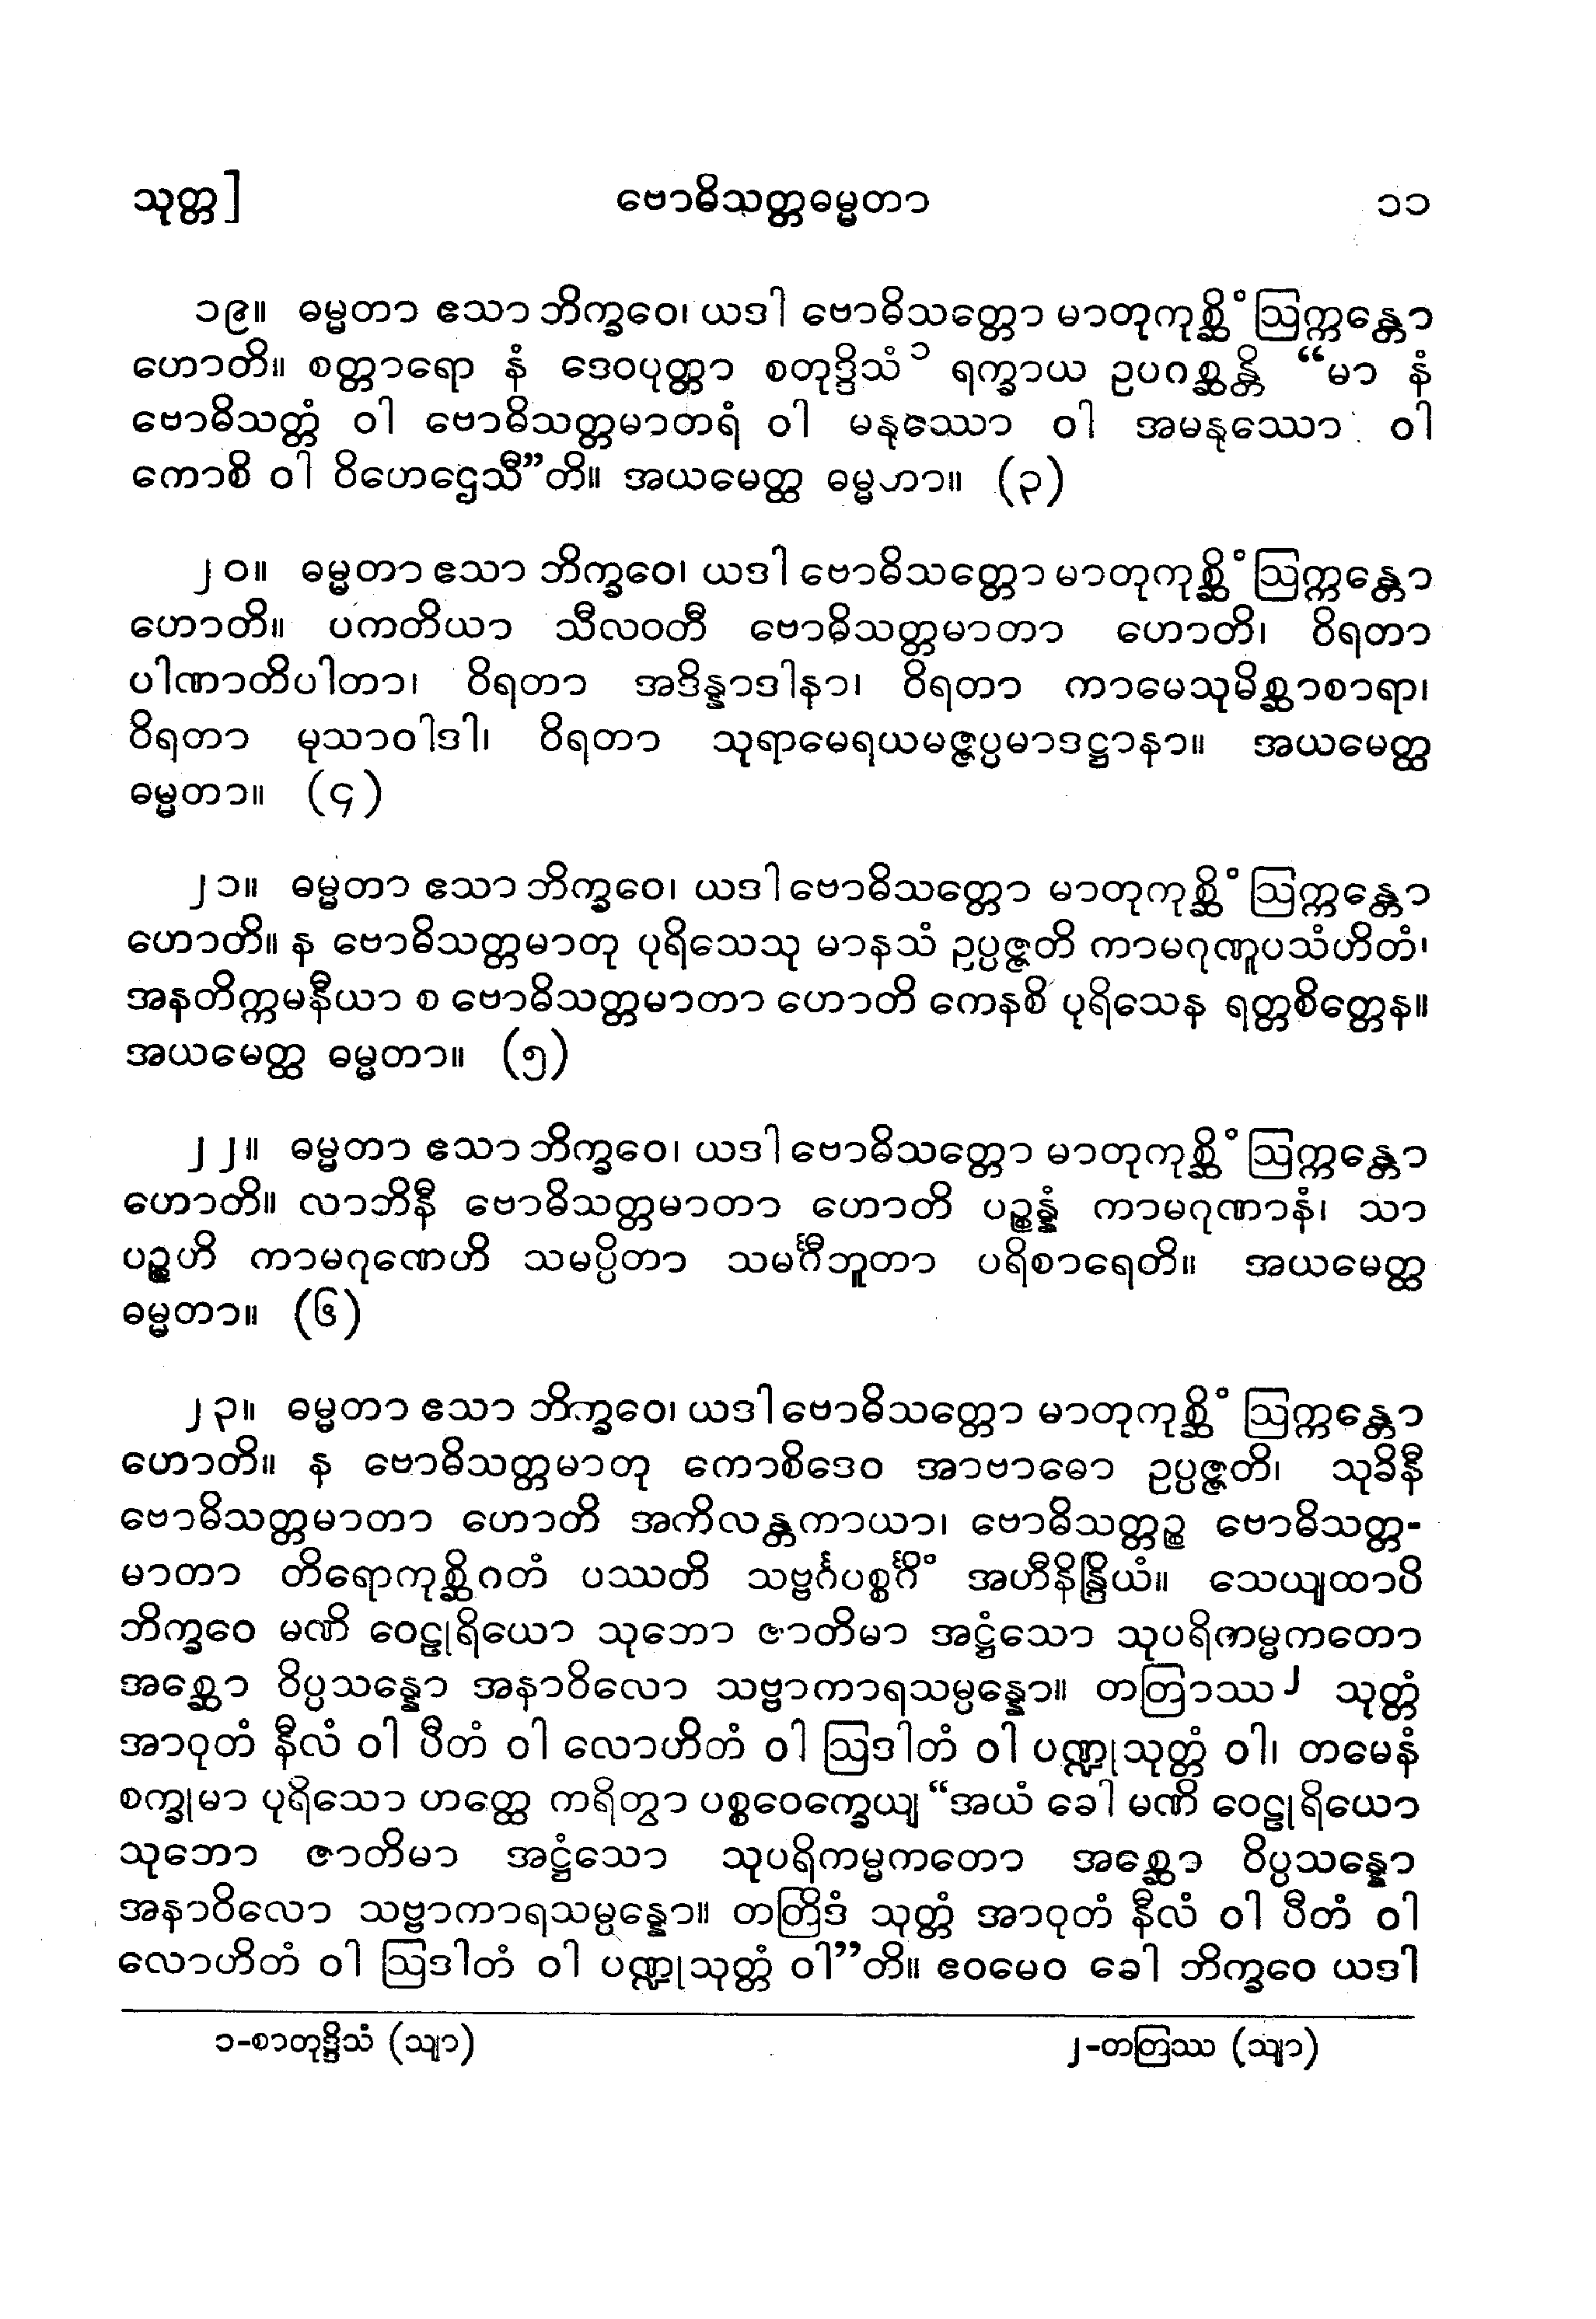 သုတ္တ] ဗောဓိသတ္တဓမ္မတာ ၁၁
၁၉။ ဓမ္မတာ ဧသာ ဘိက္ခဝေ၊ ယဒါ ဗောဓိသတ္တော မာတုကုစ္ဆိံ ဩက္ကန္တော
ဟောတိ။ စတ္တာရော နံ ဒေဝပုတ္တာ စတုဒ္ဒိသံ ၁ ရက္ခာယ ဥပဂစ္ဆန္တိ “မာ နံ
ဗောဓိသတ္တံ ဝါ ဗောဓိသတ္တမာတရံ ဝါ မနုဿော ဝါ အမနုဿော ဝါ
ကောစိ ဝါ ဝိဟေဌေသီ”တိ။ အယမေတ္ထ ဓမ္မတာ။ (၃)
၂၀။ ဓမ္မတာ ဧသာ ဘိက္ခဝေ၊ ယဒါ ဗောဓိသတ္တော မာတုကုစ္ဆိံ ဩက္ကန္တော
ဟောတိ။ ပကတိယာ သီလဝတီ ဗောဓိသတ္တမာတာ ဟောတိ၊ ဝိရတာ
ပါဏာတိပါတာ၊ ဝိရတာ အဒိန္နာဒါနာ၊ ဝိရတာ ကာမေသုမိစ္ဆာစာရာ၊
ဝိရတာ မုသာဝါဒါ၊ ဝိရတာ သုရာမေရယမဇ္ဇပ္ပမာဒဋ္ဌာနာ။ အယမေတ္ထ
ဓမ္မတာ။ (၄)
၂၁။ ဓမ္မတာ ဧသာ ဘိက္ခဝေ၊ ယဒါ ဗောဓိသတ္တော မာတုကုစ္ဆိံ ဩက္ကန္တော
ဟောတိ။ န ဗောဓိသတ္တမာတု ပုရိသေသု မာနသံ ဥပ္ပဇ္ဇတိ ကာမဂုဏူပသံဟိတံ၊
အနတိက္ကမနီယာ စ ဗောဓိသတ္တမာတာ ဟောတိ ကေနစိ ပုရိသေန ရတ္တစိတ္တေန။
အယမေတ္ထ ဓမ္မတာ။ (၅)
၂၂။ ဓမ္မတာ ဧသာ ဘိက္ခဝေ၊ ယဒါ ဗောဓိသတ္တော မာတုကုစ္ဆိံ ဩက္ကန္တော
ဟောတိ။ လာဘိနီ ဗောဓိသတ္တမာတာ ဟောတိ ပဉ္စန္နံ ကာမဂုဏာနံ၊ သာ
ပဉ္စဟိ ကာမဂုဏေဟိ သမပ္ပိတာ သမင်္ဂီဘူတာ ပရိစာရေတိ။ အယမေတ္ထ
ဓမ္မတာ။ (၆)
၂၃။ ဓမ္မတာ ဧသာ ဘိက္ခဝေ၊ ယဒါ ဗောဓိသတ္တော မာတုကုစ္ဆိံ ဩက္ကန္တော
ဟောတိ။ န ဗောဓိသတ္တမာတု ကောစိဒေဝ အာဗာဓော ဥပ္ပဇ္ဇတိ၊ သုခိနီ
ဗောဓိသတ္တမာတာ ဟောတိ အကိလန္တကာယာ၊ ဗောဓိသတ္တဉ္စ ဗောဓိသတ္တ-
မာတာ တိရောကုစ္ဆိဂတံ ပဿတိ သဗ္ဗင်္ဂပစ္စင်္ဂိံ အဟီနိန္ဒြိယံ။ သေယျထာပိ
ဘိက္ခဝေ မဏိ ဝေဠုရိယော သုဘော ဇာတိမာ အဋ္ဌံသော သုပရိကမ္မကတော
အစ္ဆော ဝိပ္ပသန္နော အနာဝိလော သဗ္ဗာကာရသမ္ပန္နော။ တတြာဿ ၂ သုတ္တံ
အာဝုတံ နီလံ ဝါ ပီတံ ဝါ လောဟိတံ ဝါ ဩဒါတံ ဝါ ပဏ္ဍုသုတ္တံ ဝါ၊ တမေနံ
စက္ခုမာ ပုရိသော ဟတ္ထေ ကရိတွာ ပစ္စဝေက္ခေယျ “အယံ ခေါ မဏိ ဝေဠုရိယော
သုဘော ဇာတိမာ အဋ္ဌံသော သုပရိကမ္မကတော အစ္ဆော ဝိပ္ပသန္နော
အနာဝိလော သဗ္ဗာကာရသမ္ပန္နော။ တတြိဒံ သုတ္တံ အာဝုတံ နီလံ ဝါ ပီတံ ဝါ
လောဟိတံ ဝါ ဩဒါတံ ဝါ ပဏ္ဍုသုတ္တံ ဝါ”တိ။ ဧဝမေဝ ခေါ ဘိက္ခဝေ ယဒါ
၁-စာတုဒ္ဒိသံ (သျာ) ၂-တတြဿ (သျာ)